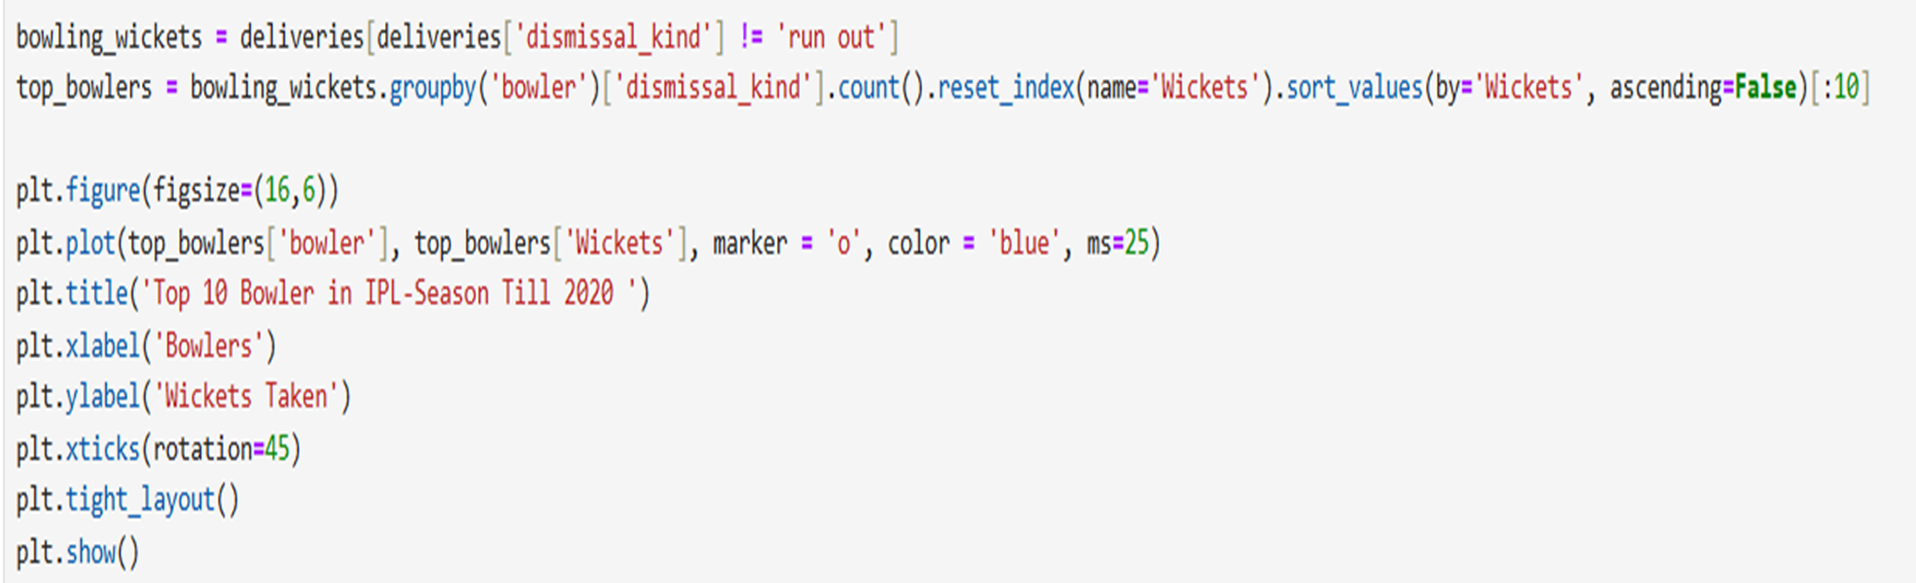 bowling_wickets = deliveries[deliveries['dismissal_kind'] != 'run out']
top_bowlers = bowling_wickets.groupby('bowler')['dismissal_kind'].count().reset_index(name='Wickets').sort_values(by='Wickets', ascending=False)[:10]
plt.figure(figsize=(16,6))
plt.plot(top_bowlers['bowler'], top_bowlers['Wickets'], marker = 'o', color = 'blue', ms=25)
plt.title('Top 10 Bowler in IPL-Season Till 2020 ')
plt.xlabel('Bowlers')
plt.ylabel('Wickets Taken')
plt.xticks(rotation=45)
plt.tight_layout()
plt.show()